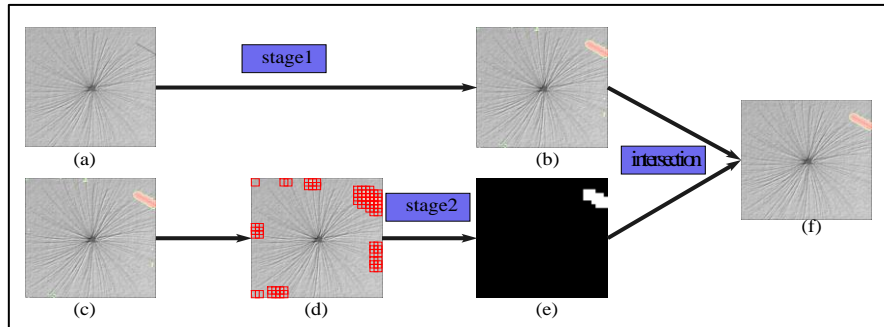 stage1
(a)
(b)
intersection
stage2
(f)
(c)
(d)
(e)